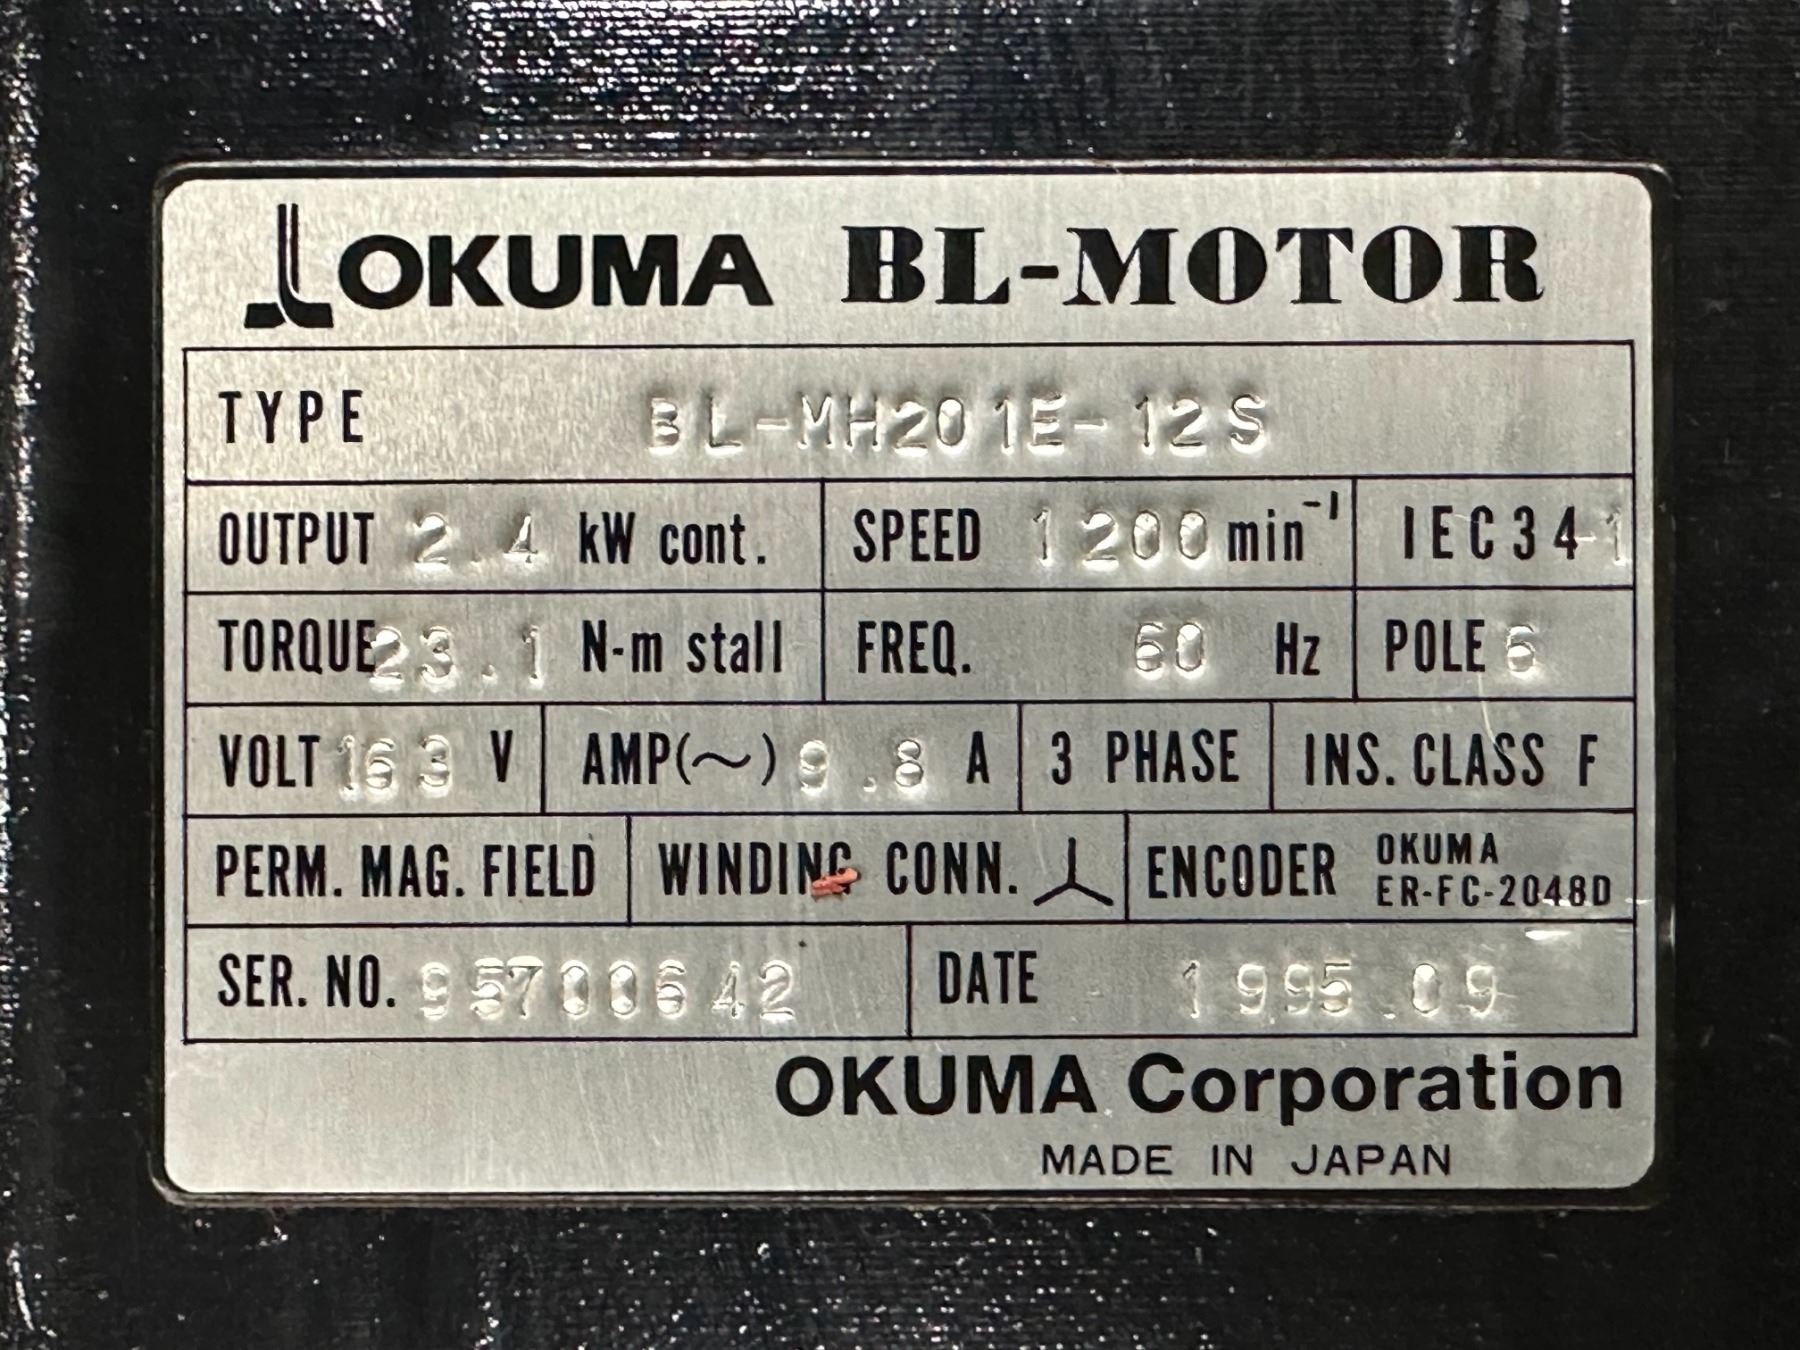 OKUMA BL-MOTOR
TYPE BL-MH201E-12S
OUTPUT 2.4 kW cont. SPEED 1200 min⁻¹ IEC34-1
TORQUE 23.1 N-m stall FREQ. 60 Hz POLE 6
VOLT 163 V AMP(~) 9.8 A 3 PHASE INS. CLASS F
PERM. MAG. FIELD WINDING CONN. ENCODER OKUMA
ER-FC-2048D
SER. NO. 95700642 DATE 1995.09
OKUMA Corporation
MADE IN JAPAN